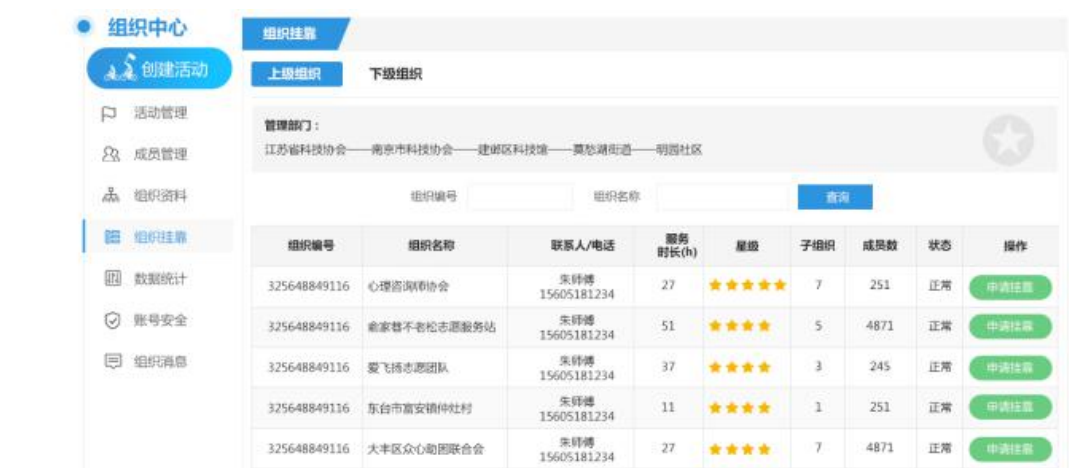 组织中心
创建活动
活动管理
成员管理
组织资料
组织挂靠
数据统计
账号安全
组织消息
组织挂靠
上级组织 下级组织
管理部门：
江苏省科技协会——南京市科技协会——建邺区科技馆——莫愁湖街道——明园社区
组织编号 组织名称 查询
组织编号 组织名称 联系人/电话 服务时长(h) 星级 子组织 成员数 状态 操作
325648849116 心理咨询师协会 朱师傅 15605181234 27 7 251 正常 申请挂靠
325648849116 俞家巷不老松志愿服务站 朱师傅 15605181234 51 5 4871 正常 申请挂靠
325648849116 爱飞扬志愿团队 朱师傅 15605181234 37 3 245 正常 申请挂靠
325648849116 东台市富安镇仲灶村 朱师傅 15605181234 11 1 251 正常 申请挂靠
325648849116 大丰区众心助困联合会 朱师傅 15605181234 27 7 4871 正常 申请挂靠